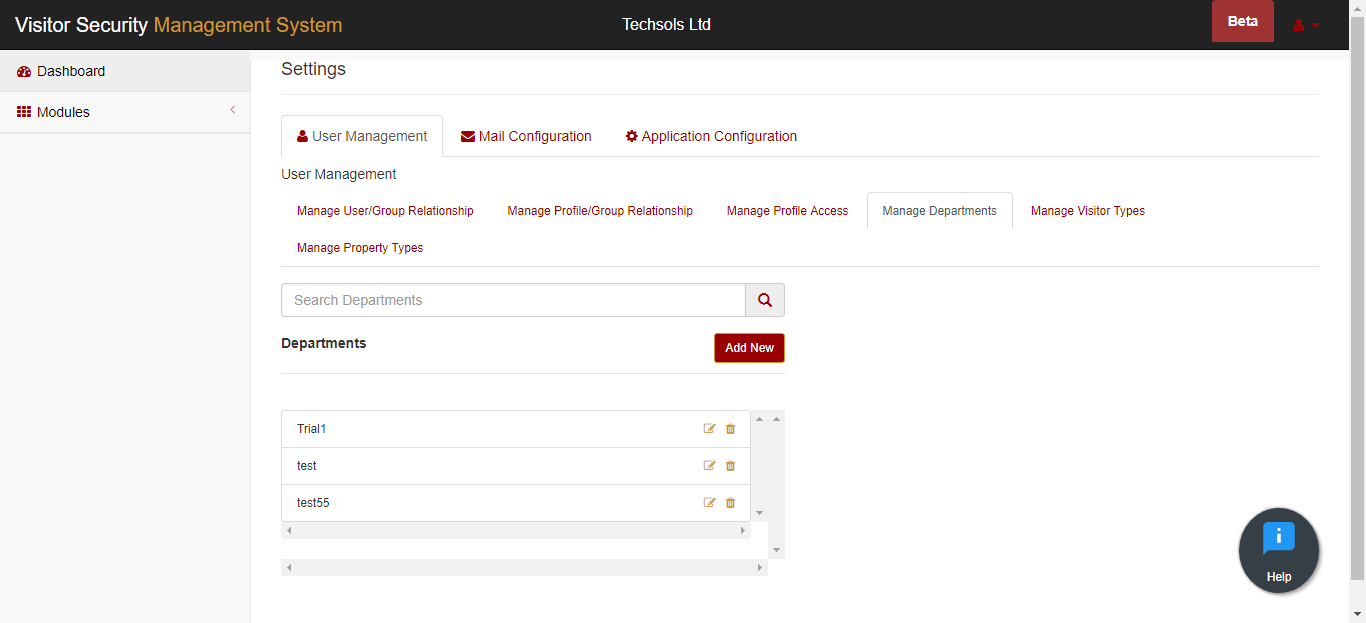 Visitor Security Management System
Techsols Ltd
Beta
Dashboard
Modules
Settings
User Management
Mail Configuration
Application Configuration
User Management
Manage User/Group Relationship
Manage Profile/Group Relationship
Manage Profile Access
Manage Departments
Manage Visitor Types
Manage Property Types
Search Departments
Departments
Add New
Trial1
test
test55
Help